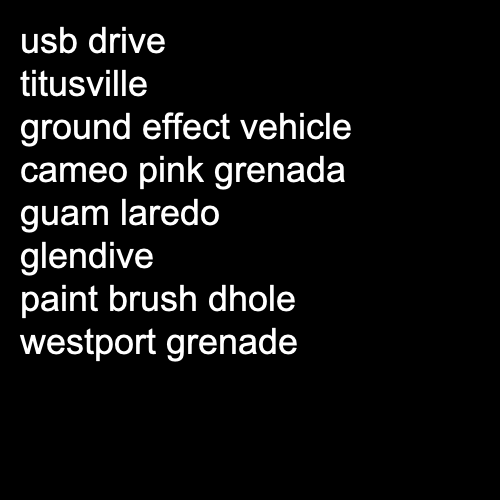 usb drive
titusville
ground effect vehicle
cameo pink grenada
guam laredo
glendive
paint brush dhole
westport grenade